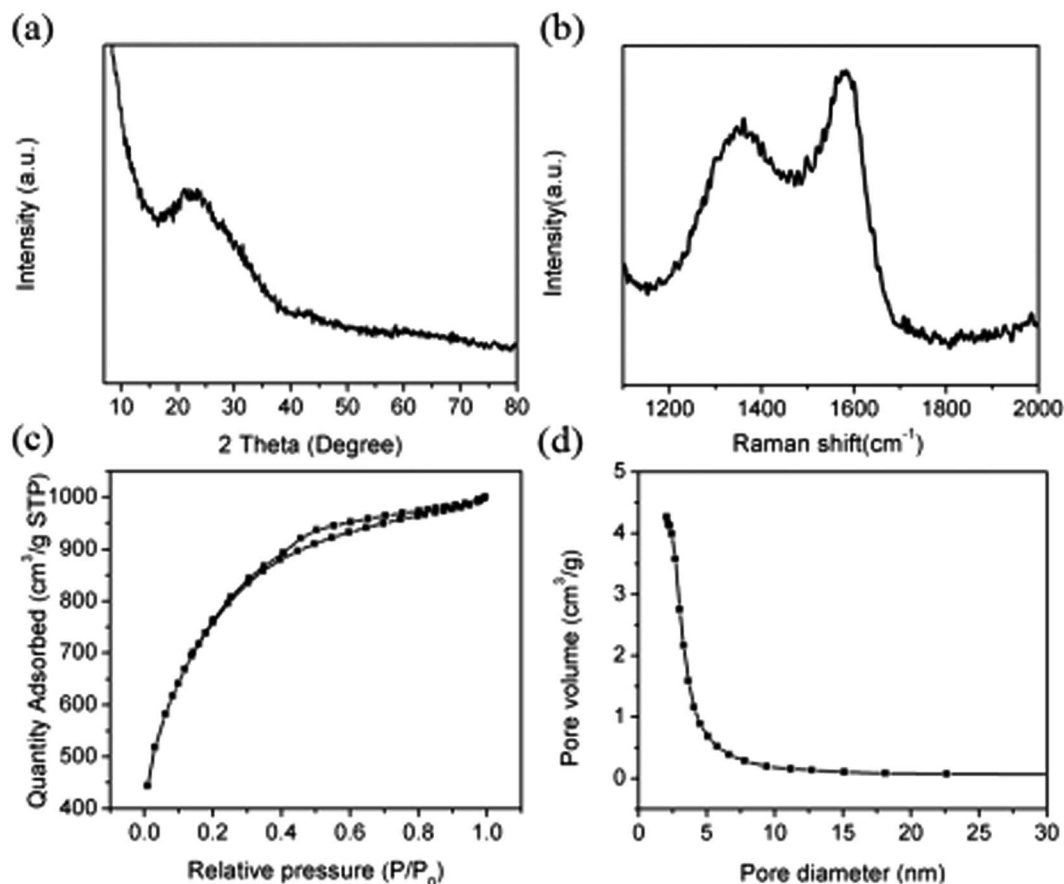 (a)
Intensity (a.u.)
10 20 30 40 50 60 70 80
2 Theta (Degree)
(b)
Intensity(a.u.)
1200 1400 1600 1800 2000
Raman shift(cm⁻¹)
(c)
Quantity Adsorbed (cm³/g STP)
1000
900
800
700
600
500
400
0.0 0.2 0.4 0.6 0.8 1.0
Relative pressure (P/P₀)
(d)
Pore volume (cm³/g)
5
4
3
2
1
0
0 5 10 15 20 25 30
Pore diameter (nm)